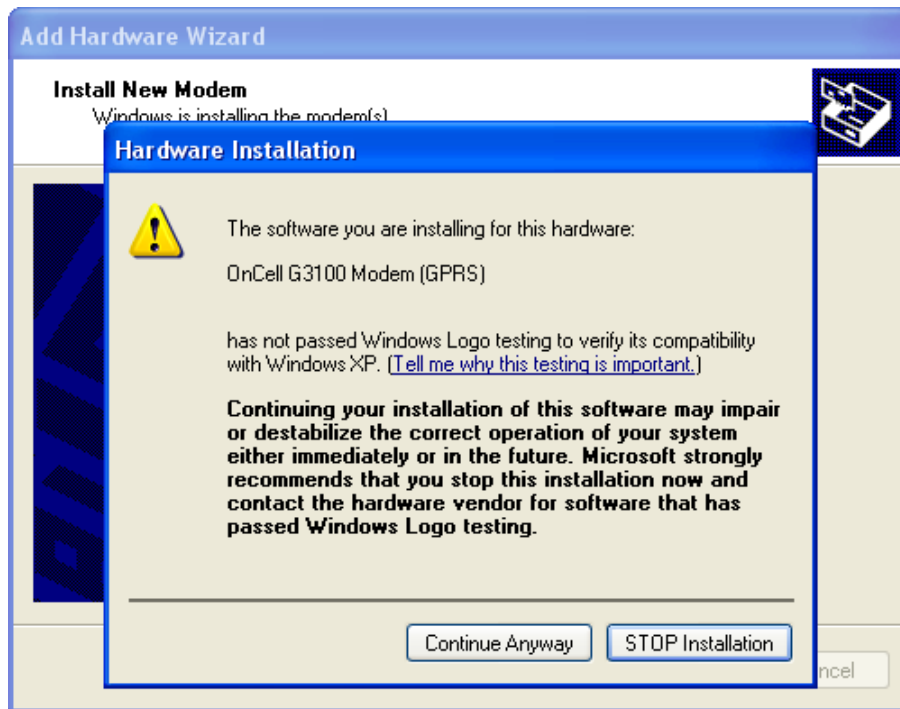 Add Hardware Wizard
Install New Modem
Windows is installing the modem(s)
Hardware Installation
The software you are installing for this hardware:
OnCell G3100 Modem (GPRS)
has not passed Windows Logo testing to verify its compatibility
with Windows XP. (Tell me why this testing is important.)
Continuing your installation of this software may impair
or destabilize the correct operation of your system
either immediately or in the future. Microsoft strongly
recommends that you stop this installation now and
contact the hardware vendor for software that has
passed Windows Logo testing.
Continue Anyway
STOP Installation
ncel